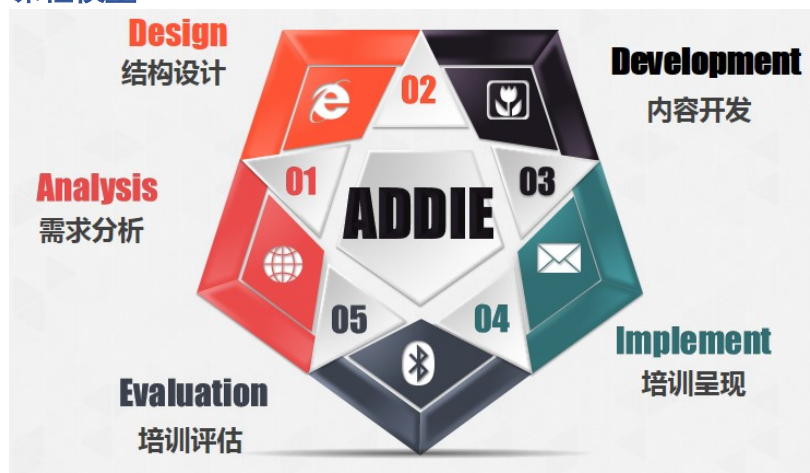 Design
结构设计
Development
内容开发
Analysis
需求分析
01
02
03
04
05
ADDIE
Implement
培训呈现
Evaluation
培训评估